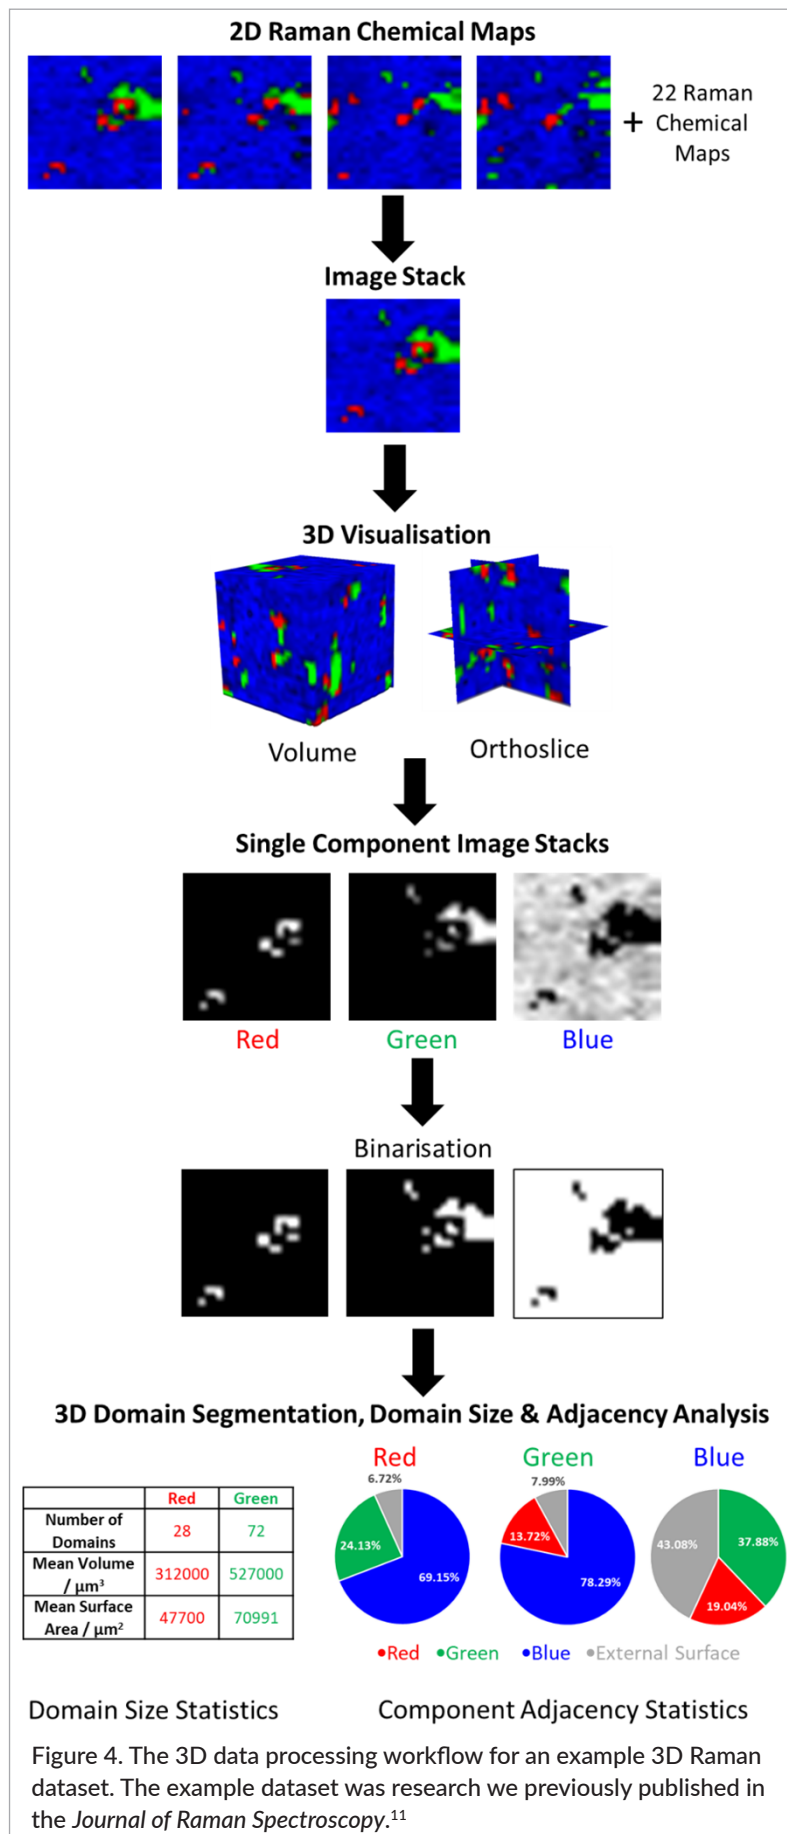 2D Raman Chemical Maps
+ 22 Raman
Chemical
Maps
Image Stack
3D Visualisation
Volume
Orthoslice
Single Component Image Stacks
Red
Green
Blue
Binarisation
3D Domain Segmentation, Domain Size & Adjacency Analysis
Red Green
Number of
Domains
28 72
Mean Volume
/ µm³
312000 527000
Mean Surface
Area / µm²
47700 70991
Red
6.72%
24.13%
69.15%
Green
7.99%
13.72%
78.29%
Blue
43.08%
37.88%
19.04%
•Red •Green •Blue •External Surface
Domain Size Statistics
Component Adjacency Statistics
Figure 4. The 3D data processing workflow for an example 3D Raman
dataset. The example dataset was research we previously published in
the Journal of Raman Spectroscopy.¹¹